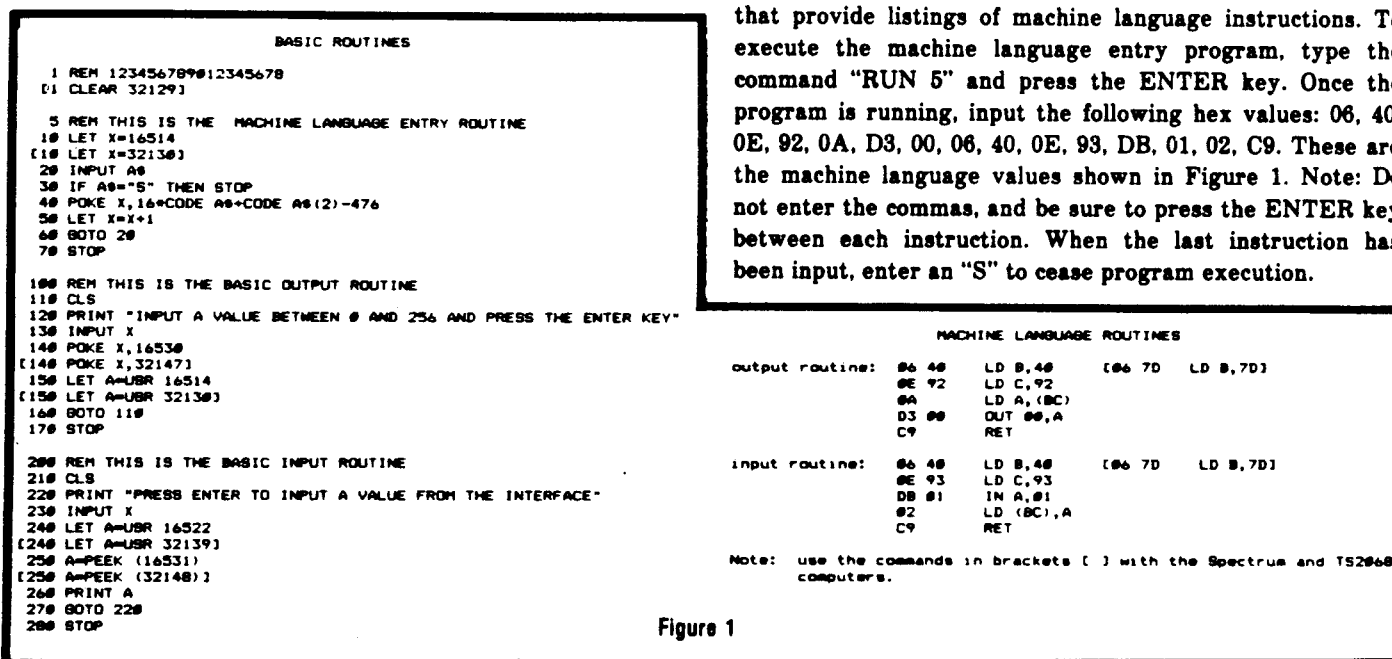 BASIC ROUTINES
1 REM 123456789012345678
[1 CLEAR 32129]
5 REM THIS IS THE MACHINE LANGUAGE ENTRY ROUTINE
10 LET X=16514
[10 LET X=32130]
20 INPUT A$
30 IF A$="S" THEN STOP
40 POKE X,16*CODE A$+CODE A$(2)-476
50 LET X=X+1
60 GOTO 20
70 STOP
100 REM THIS IS THE BASIC OUTPUT ROUTINE
110 CLS
120 PRINT "INPUT A VALUE BETWEEN 0 AND 256 AND PRESS THE ENTER KEY"
130 INPUT X
140 POKE X,16530
[140 POKE X,32147]
150 LET A=USR 16514
[150 LET A=USR 32130]
160 GOTO 110
170 STOP
200 REM THIS IS THE BASIC INPUT ROUTINE
210 CLS
220 PRINT "PRESS ENTER TO INPUT A VALUE FROM THE INTERFACE"
230 INPUT X
240 LET A=USR 16522
[240 LET A=USR 32139]
250 A=PEEK (16531)
[250 A=PEEK (32148)]
260 PRINT A
270 GOTO 220
280 STOP
that provide listings of machine language instructions. T
execute the machine language entry program, type th
command "RUN 5" and press the ENTER key. Once th
program is running, input the following hex values: 06, 40
0E, 92, 0A, D3, 00, 06, 40, 0E, 93, DB, 01, 02, C9. These ar
the machine language values shown in Figure 1. Note: D
not enter the commas, and be sure to press the ENTER key
between each instruction. When the last instruction has
been input, enter an "S" to cease program execution.
MACHINE LANGUAGE ROUTINES
output routine: 06 40 LD B,40 [06 7D LD B,7D]
0E 92 LD C,92
0A LD A,(BC)
D3 00 OUT 00,A
C9 RET
input routine: 06 40 LD B,40 [06 7D LD B,7D]
0E 93 LD C,93
DB 01 IN A,01
02 LD (BC),A
C9 RET
Note: use the commands in brackets [ ] with the Spectrum and TS2068
computers.
Figure 1